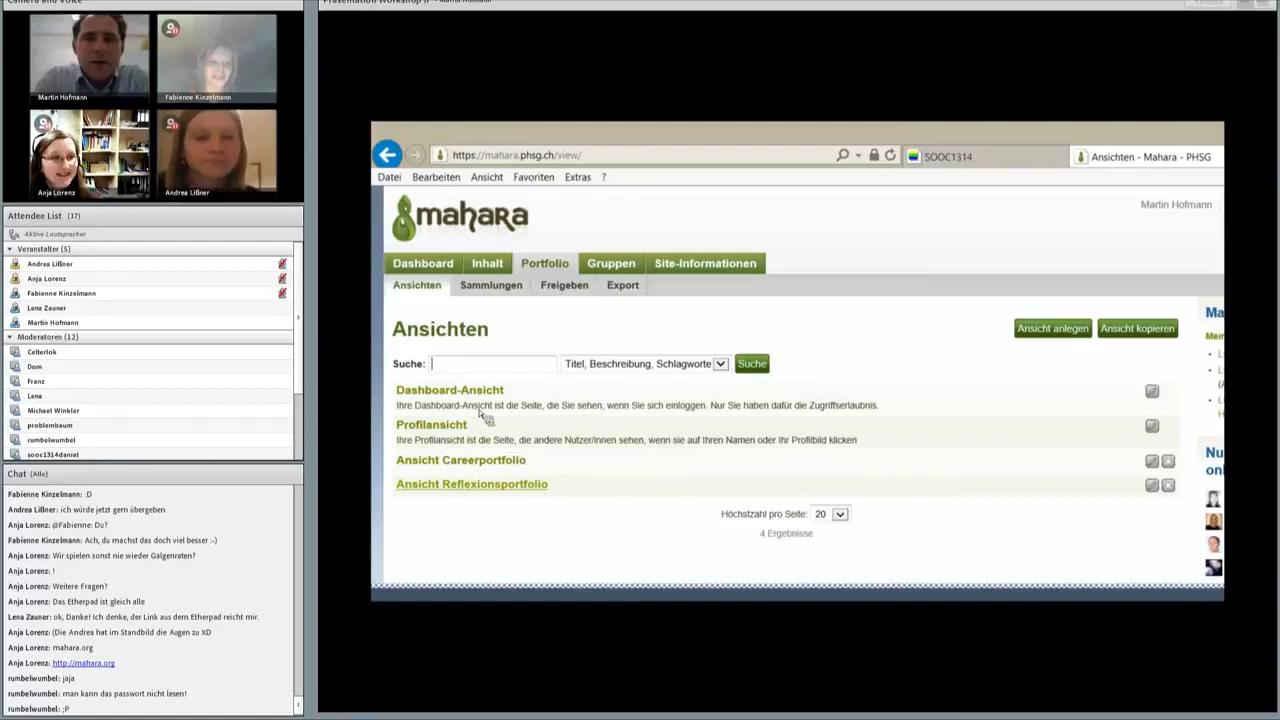 Camera and Voice
Martin Hofmann
Fabienne Kinzelmann
Anja Lorenz
Andrea Lißner
Attendee List (17)
Aktive Lautsprecher
Veranstalter (5)
Andrea Lißner
Anja Lorenz
Fabienne Kinzelmann
Lena Zauner
Martin Hofmann
Moderatoren (12)
Celterlok
Dom
Franz
Lena
Michael Winkler
problembaum
rumbelwumbel
sooc1314daniel
Chat (Alle)
Fabienne Kinzelmann: :D
Andrea Lißner: ich würde jetzt gern übergeben
Anja Lorenz: @Fabienne: Du?
Fabienne Kinzelmann: Ach, du machst das doch viel besser :-)
Anja Lorenz: Wir spielen sonst nie wieder Galgenraten?
Anja Lorenz: !
Anja Lorenz: Weitere Fragen?
Anja Lorenz: Das Etherpad ist gleich alle
Lena Zauner: ok, Danke! Ich denke, der Link aus dem Etherpad reicht mir.
Anja Lorenz: (Die Andrea hat im Standbild die Augen zu XD
Anja Lorenz: mahara.org
Anja Lorenz: http://mahara.org
rumbelwumbel: jaja
rumbelwumbel: man kann das passwort nicht lesen!
rumbelwumbel: ;P
Präsentation Workshop II - Martin Hofmann
https://mahara.phsg.ch/view/
SOOC1314
Ansichten - Mahara - PHSG
Datei Bearbeiten Ansicht Favoriten Extras ?
mahara
Martin Hofmann
Dashboard Inhalt Portfolio Gruppen Site-Informationen
Ansichten Sammlungen Freigeben Export
Ansichten
Ansicht anlegen Ansicht kopieren
Suche: Titel, Beschreibung, Schlagworte Suche
Dashboard-Ansicht
Ihre Dashboard-Ansicht ist die Seite, die Sie sehen, wenn Sie sich einloggen. Nur Sie haben dafür die Zugriffserlaubnis.
Profilansicht
Ihre Profilansicht ist die Seite, die andere Nutzer/innen sehen, wenn sie auf Ihren Namen oder Ihr Profilbild klicken
Ansicht Careerportfolio
Ansicht Reflexionsportfolio
Höchstzahl pro Seite: 20
4 Ergebnisse